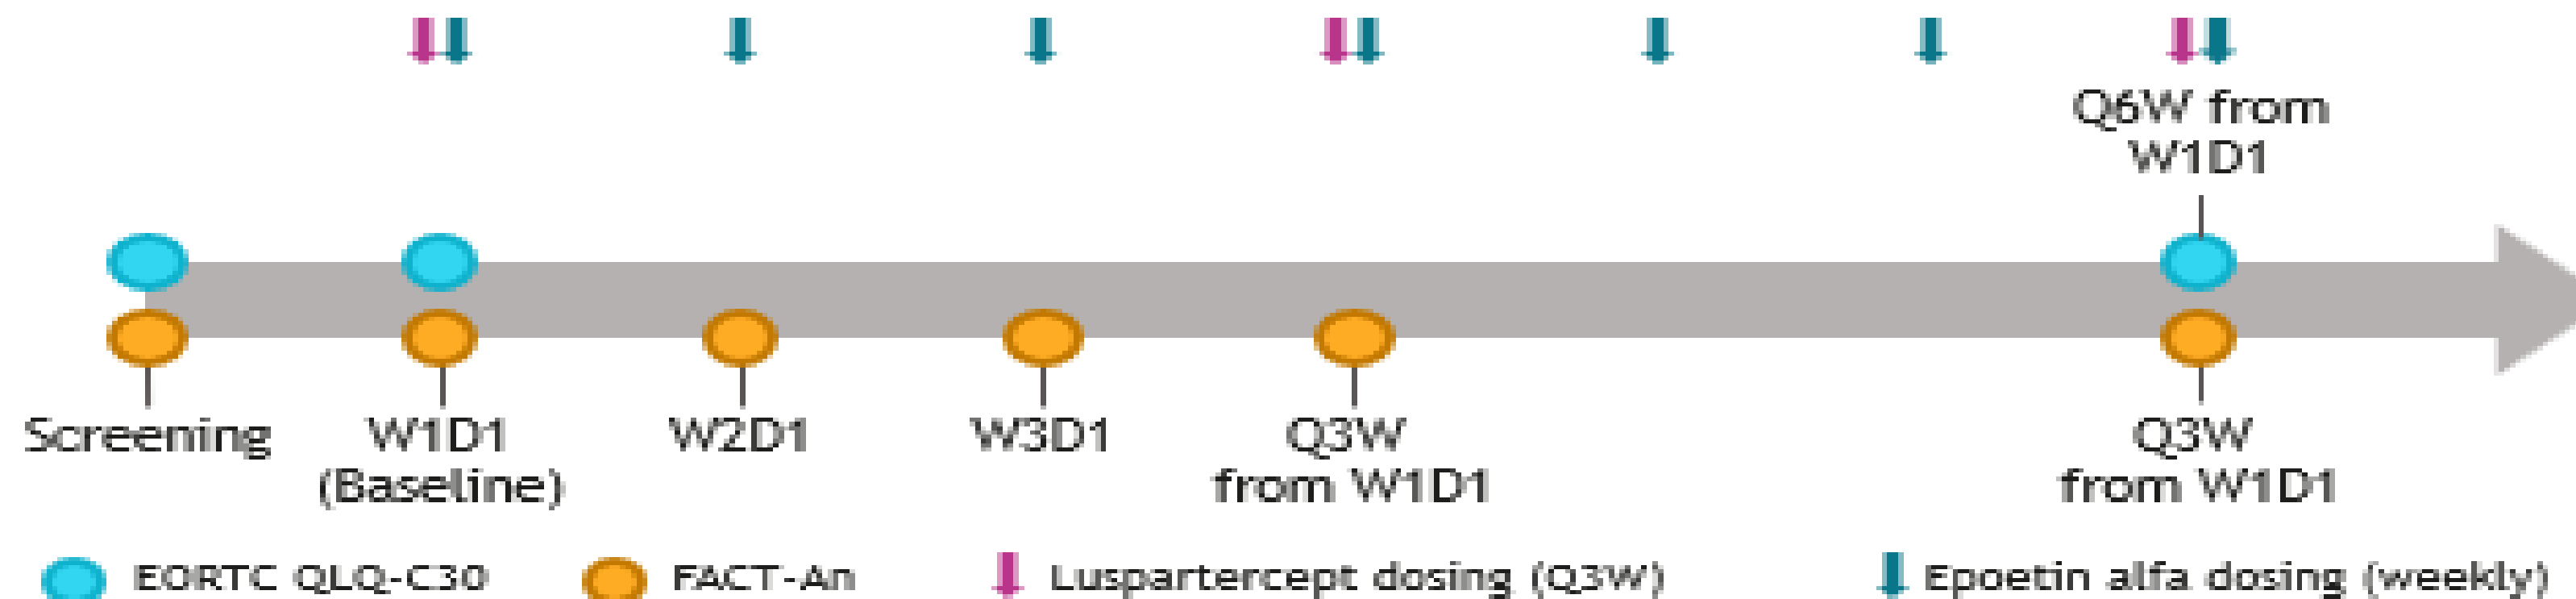 Q6W from
W1D1
Screening
W1D1
(Baseline)
W2D1
W3D1
Q3W
from W1D1
Q3W
from W1D1
EORTC QLQ-C30
FACT-An
Luspartercept dosing (Q3W)
Epoetin alfa dosing (weekly)